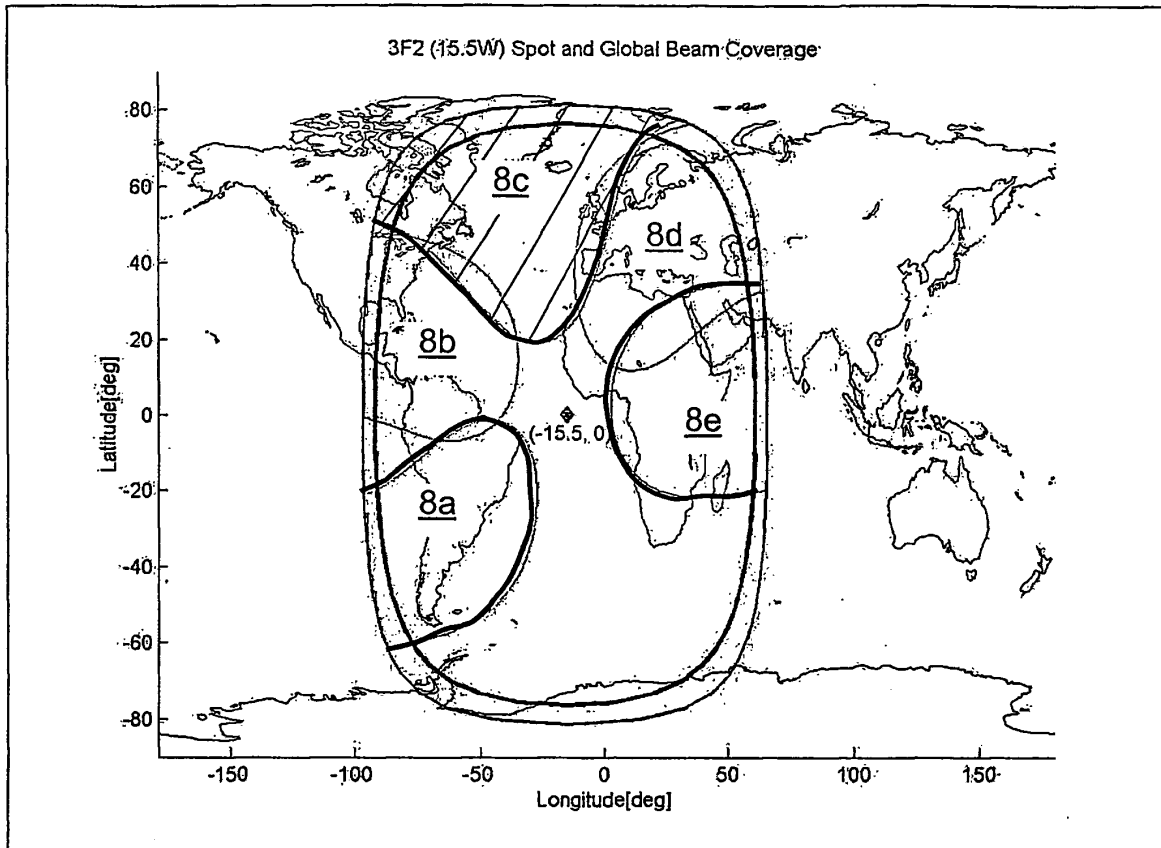 3F2 (-15.5W) Spot and Global Beam Coverage
80
60
40
20
0
-20
-40
-60
-80
Latitude[deg]
8c
8d
8b
8e
8a
(-15.5, 0)
-150
-100
-50
0
50
100
150
Longitude[deg]